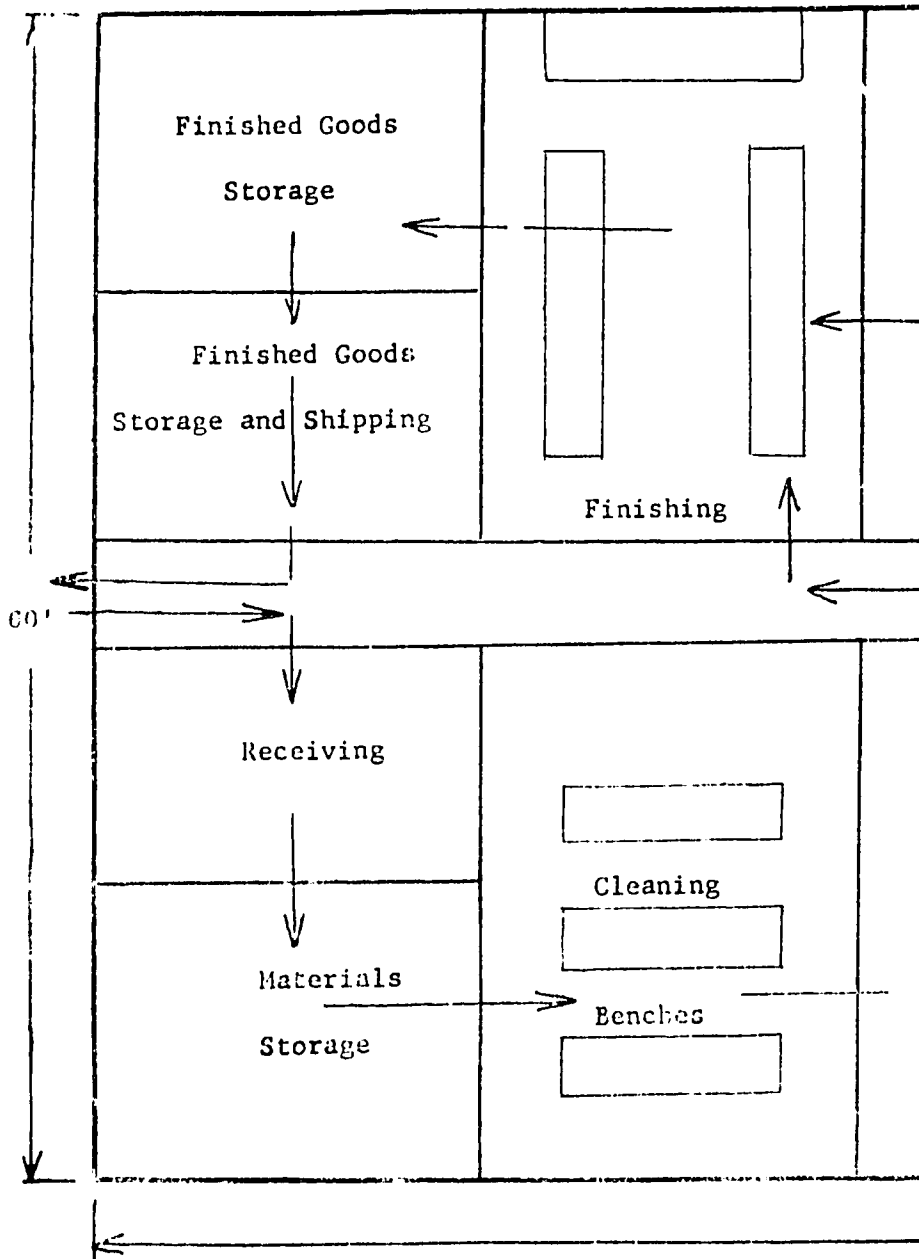 Finished Goods
Storage
Finished Goods
Storage and Shipping
Finishing
Receiving
Cleaning
Materials
Benches
Storage